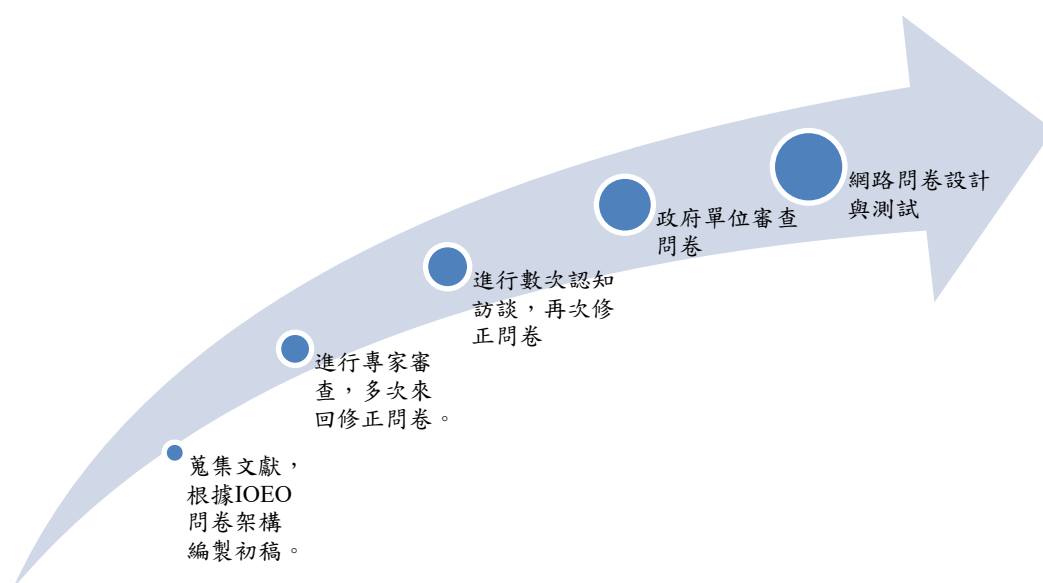 蒐集文獻，
根據IOEO
問卷架構
編製初稿。
進行專家審
查，多次來
回修正問卷。
進行數次認知
訪談，再次修
正問卷
政府單位審查
問卷
網路問卷設計
與測試